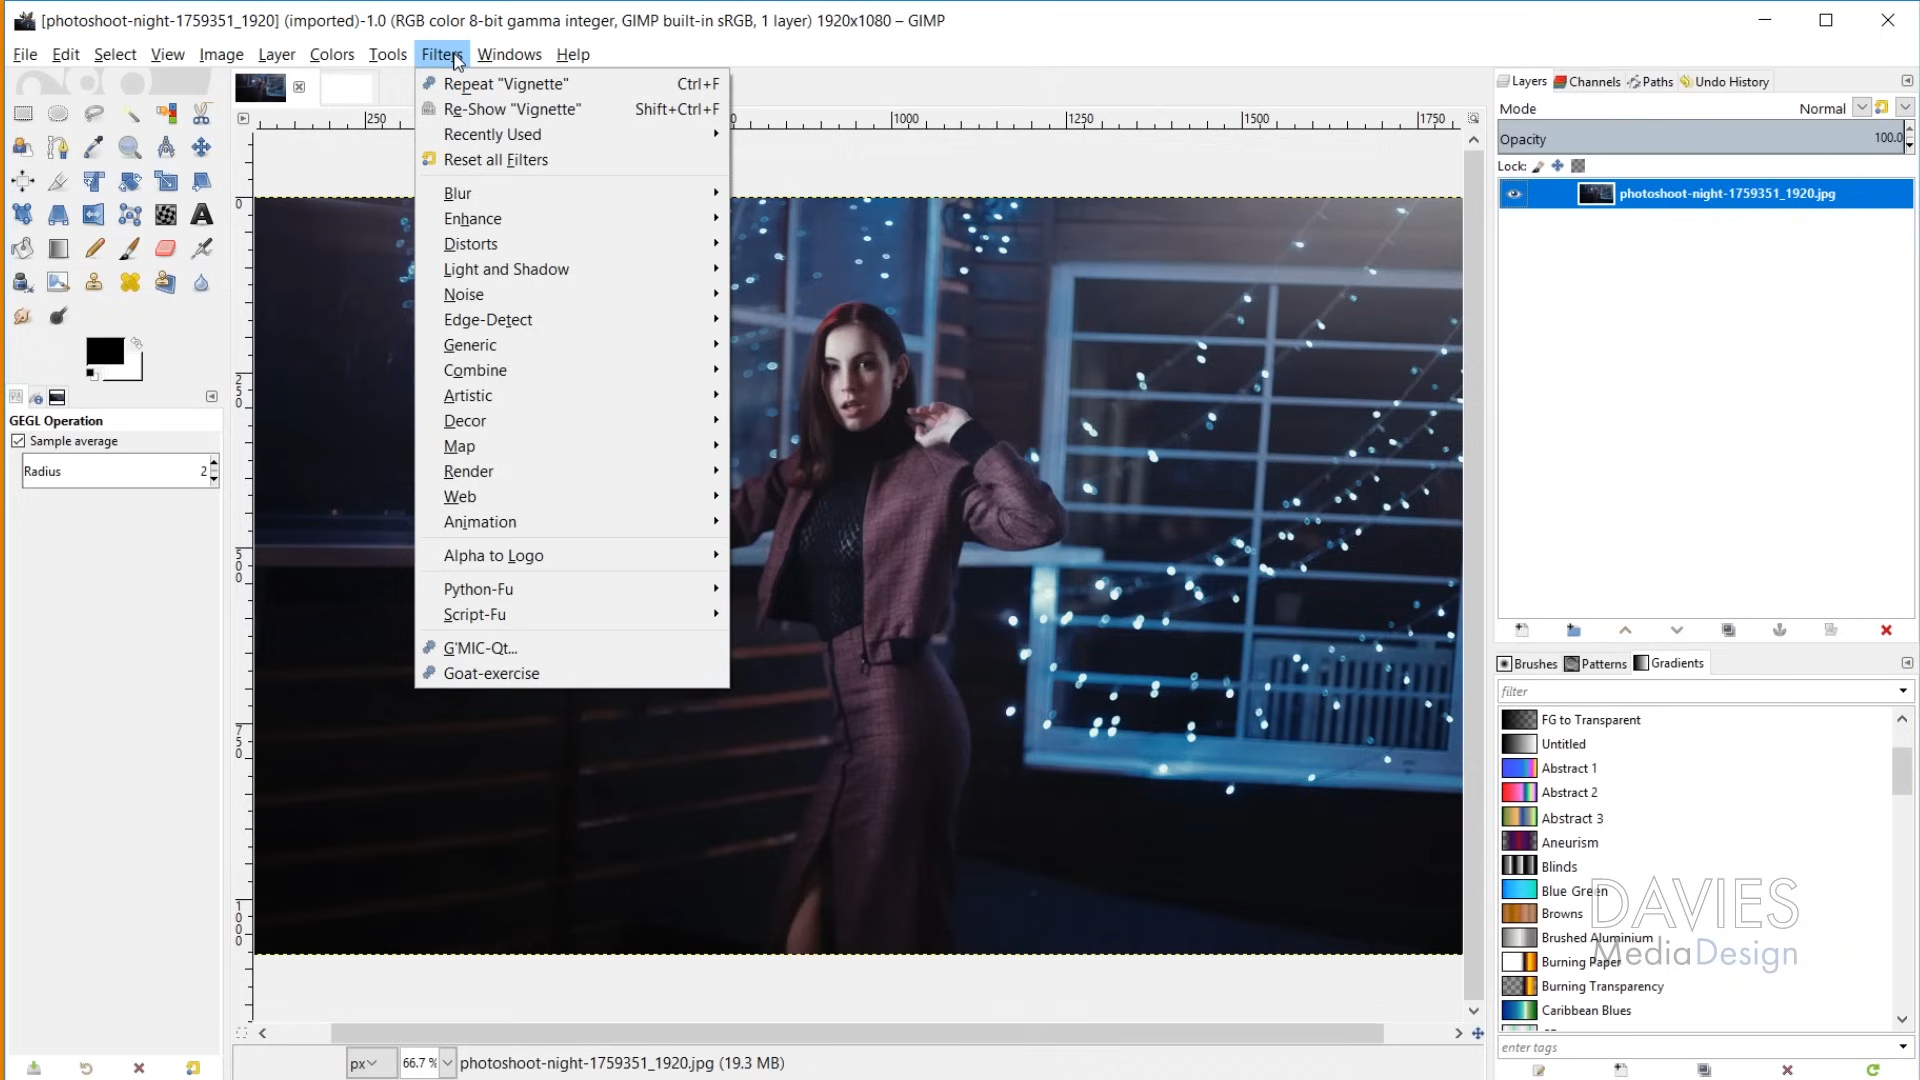 [photoshoot-night-1759351_1920] (imported)-1.0 (RGB color 8-bit gamma integer, GIMP built-in sRGB, 1 layer) 1920x1080 – GIMP
File Edit Select View Image Layer Colors Tools Filters Windows Help
Repeat "Vignette" Ctrl+F
Re-Show "Vignette" Shift+Ctrl+F
Recently Used
Reset all Filters
Blur
Enhance
Distorts
Light and Shadow
Noise
Edge-Detect
Generic
Combine
Artistic
Decor
Map
Render
Web
Animation
Alpha to Logo
Python-Fu
Script-Fu
G'MIC-Qt...
Goat-exercise
GEGL Operation
Sample average
Radius 2
250 1000 1250 1500 1750
0
250
500
750
1000
px 66.7 % photoshoot-night-1759351_1920.jpg (19.3 MB)
Layers Channels Paths Undo History
Mode Normal
Opacity 100.0
Lock:
photoshoot-night-1759351_1920.jpg
Brushes Patterns Gradients
filter
FG to Transparent
Untitled
Abstract 1
Abstract 2
Abstract 3
Aneurism
Blinds
Blue Green
Browns
Brushed Aluminium
Burning Paper
Burning Transparency
Caribbean Blues
enter tags
DAVIES
MediaDesign